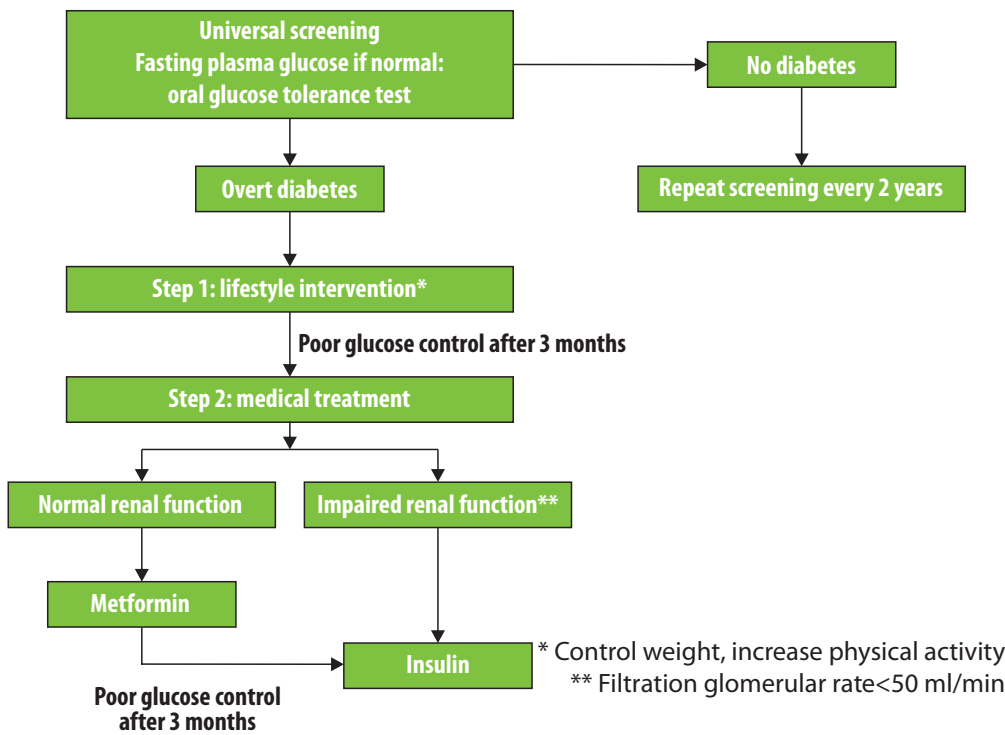 Universal screening
Fasting plasma glucose if normal:
oral glucose tolerance test
No diabetes
Overt diabetes
Repeat screening every 2 years
Step 1: lifestyle intervention*
Poor glucose control after 3 months
Step 2: medical treatment
Normal renal function
Impaired renal function**
Metformin
Insulin
* Control weight, increase physical activity
** Filtration glomerular rate<50 ml/min
Poor glucose control
after 3 months